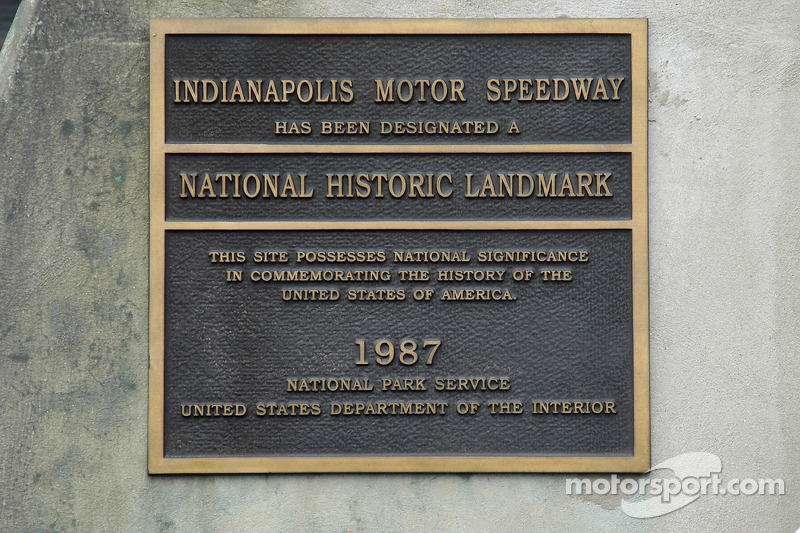 INDIANAPOLIS MOTOR SPEEDWAY
HAS BEEN DESIGNATED A
NATIONAL HISTORIC LANDMARK
THIS SITE POSSESSES NATIONAL SIGNIFICANCE
IN COMMEMORATING THE HISTORY OF THE
UNITED STATES OF AMERICA.
1987
NATIONAL PARK SERVICE
UNITED STATES DEPARTMENT OF THE INTERIOR
motorsport.com